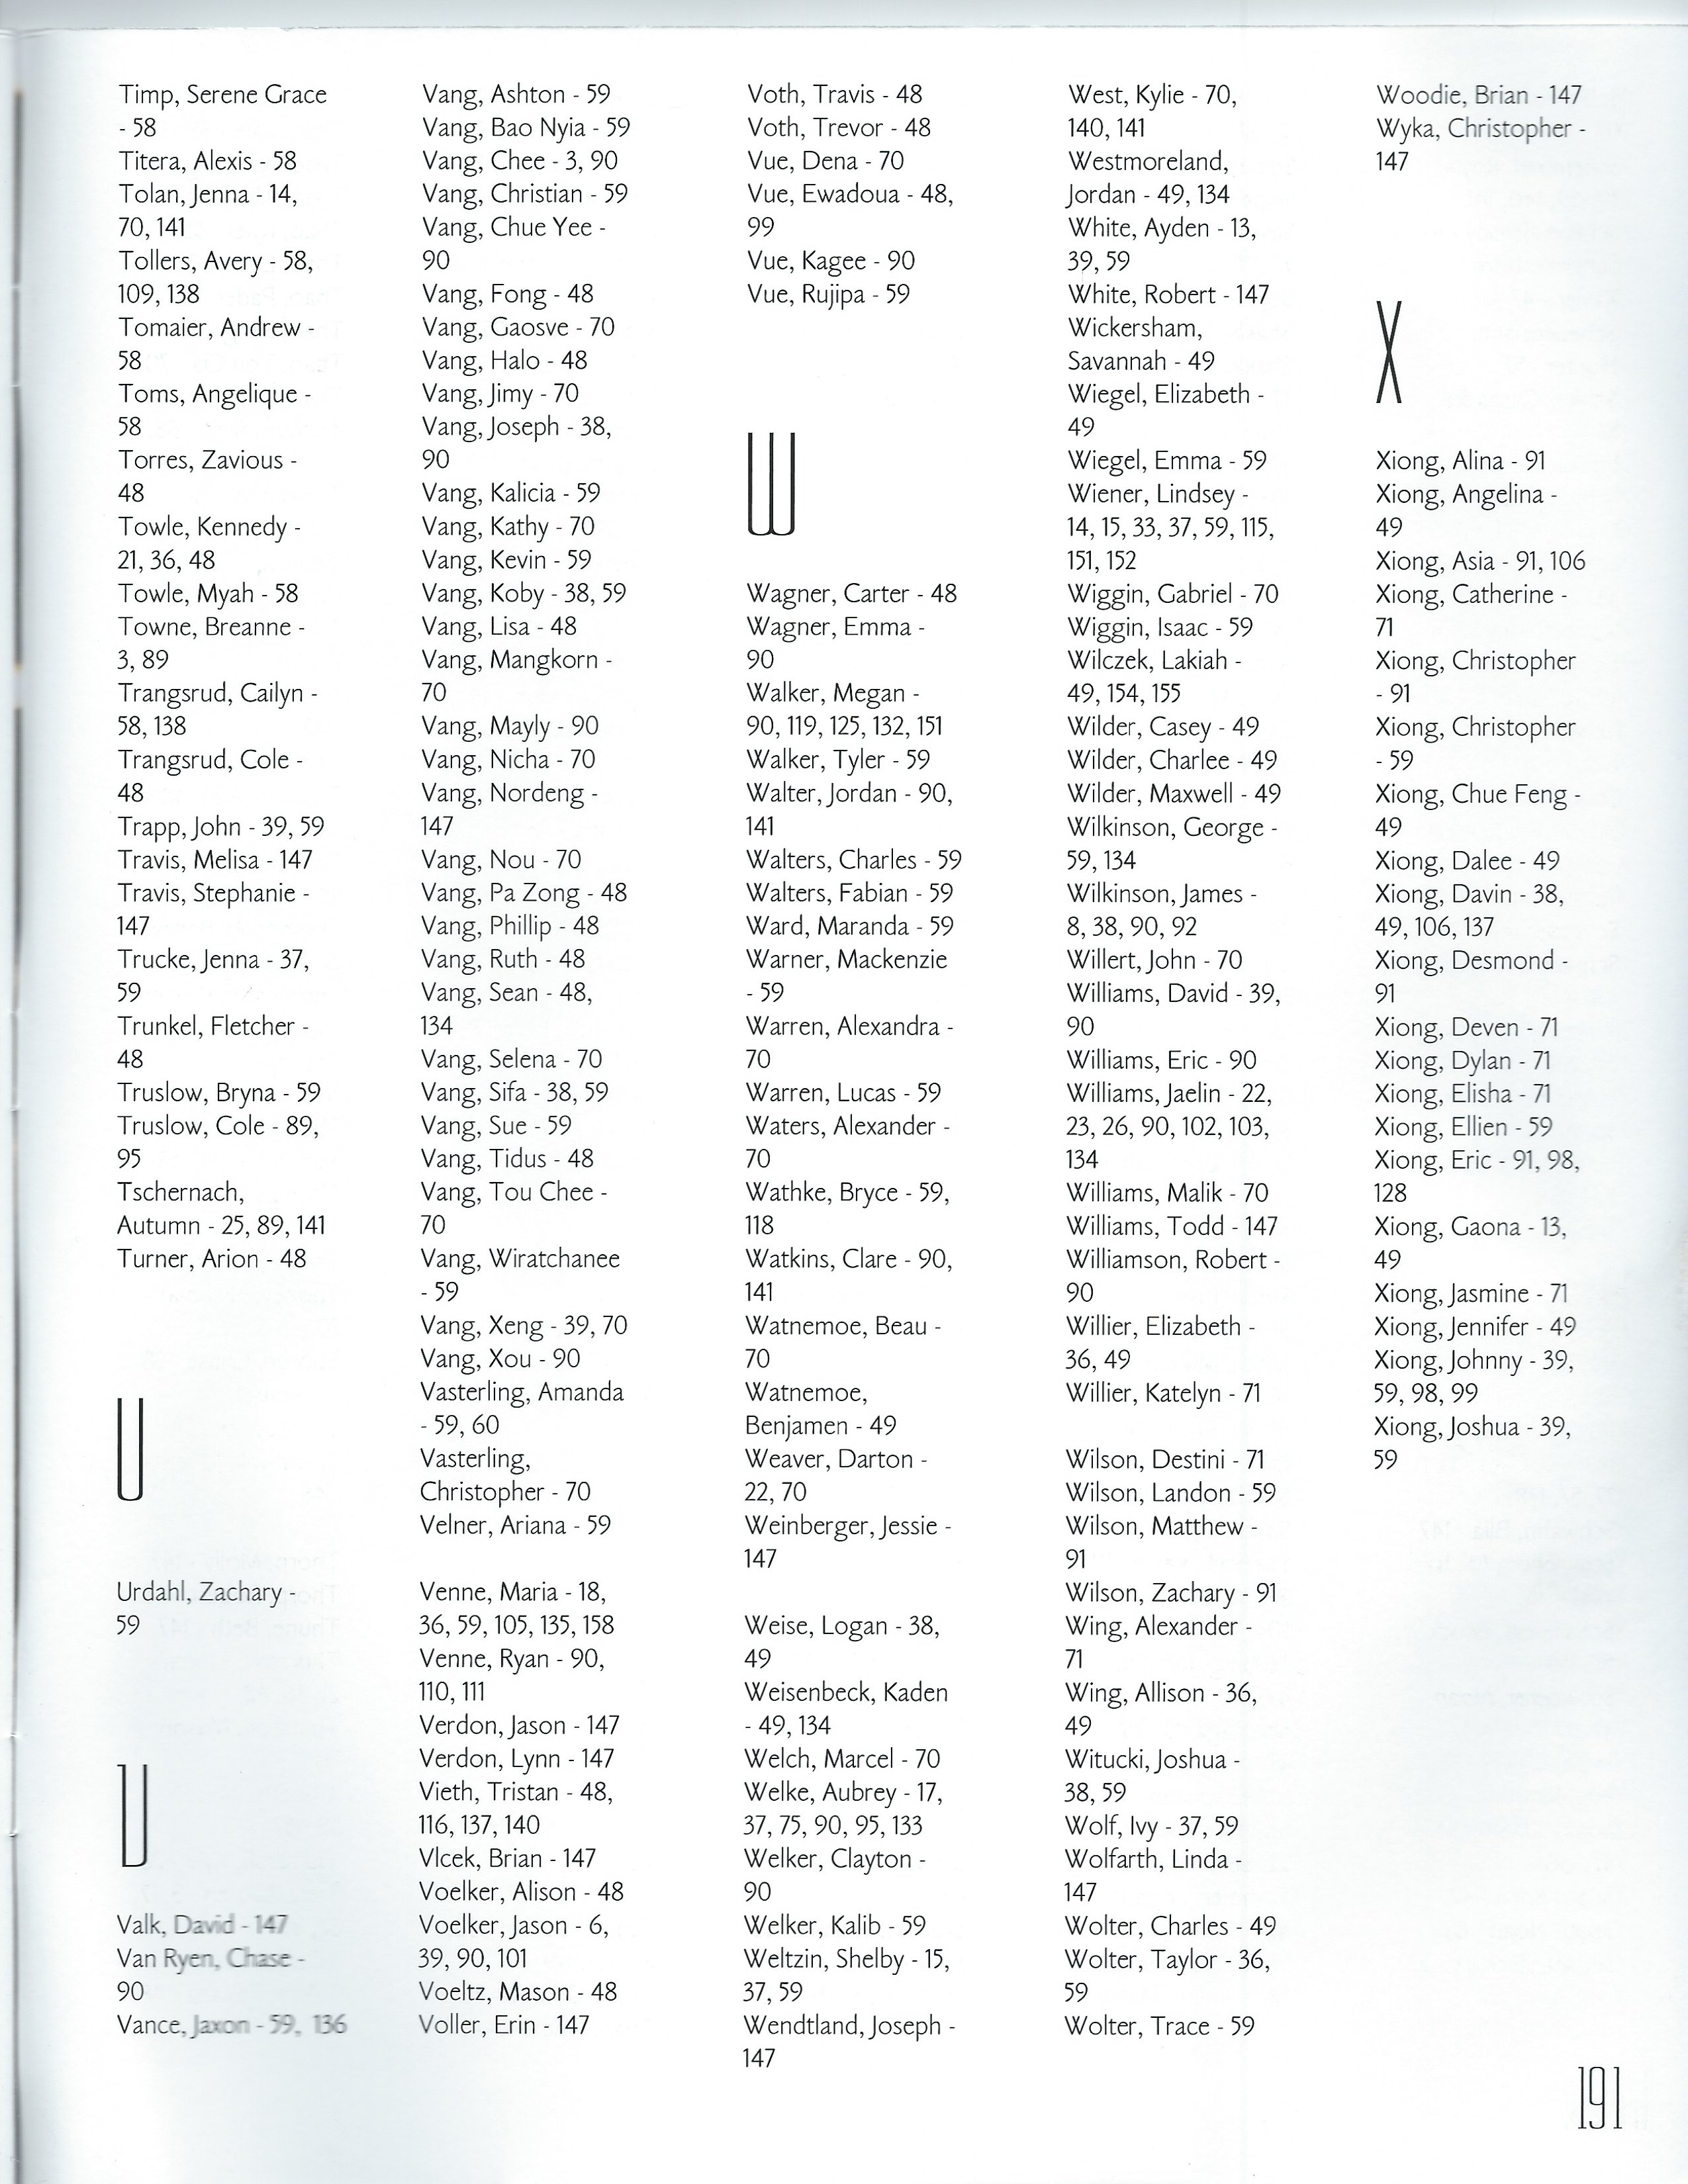 Timp, Serene Grace
- 58
Titera, Alexis - 58
Tolan, Jenna - 14,
70, 141
Tollers, Avery - 58,
109, 138
Tomaier, Andrew -
58
Toms, Angelique -
58
Torres, Zavious -
48
Towle, Kennedy -
21, 36, 48
Towle, Myah - 58
Towne, Breanne -
3, 89
Trangsrud, Cailyn -
58, 138
Trangsrud, Cole -
48
Trapp, John - 39, 59
Travis, Melisa - 147
Travis, Stephanie -
147
Trucke, Jenna - 37,
59
Trunkel, Fletcher -
48
Truslow, Bryna - 59
Truslow, Cole - 89,
95
Tschernach,
Autumn - 25, 89, 141
Turner, Arion - 48
U
Urdahl, Zachary -
59
V
Valk, David - 147
Van Ryen, Chase -
90
Vance, Jaxon - 59, 136
Vang, Ashton - 59
Vang, Bao Nyia - 59
Vang, Chee - 3, 90
Vang, Christian - 59
Vang, Chue Yee -
90
Vang, Fong - 48
Vang, Gaosve - 70
Vang, Halo - 48
Vang, Jimy - 70
Vang, Joseph - 38,
90
Vang, Kalicia - 59
Vang, Kathy - 70
Vang, Kevin - 59
Vang, Koby - 38, 59
Vang, Lisa - 48
Vang, Mangkorn -
70
Vang, Mayly - 90
Vang, Nicha - 70
Vang, Nordeng -
147
Vang, Nou - 70
Vang, Pa Zong - 48
Vang, Phillip - 48
Vang, Ruth - 48
Vang, Sean - 48,
134
Vang, Selena - 70
Vang, Sifa - 38, 59
Vang, Sue - 59
Vang, Tidus - 48
Vang, Tou Chee -
70
Vang, Wiratchanee
- 59
Vang, Xeng - 39, 70
Vang, Xou - 90
Vasterling, Amanda
- 59, 60
Vasterling,
Christopher - 70
Velner, Ariana - 59
Venne, Maria - 18,
36, 59, 105, 135, 158
Venne, Ryan - 90,
110, 111
Verdon, Jason - 147
Verdon, Lynn - 147
Vieth, Tristan - 48,
116, 137, 140
Vlcek, Brian - 147
Voelker, Alison - 48
Voelker, Jason - 6,
39, 90, 101
Voeltz, Mason - 48
Voller, Erin - 147
Voth, Travis - 48
Voth, Trevor - 48
Vue, Dena - 70
Vue, Ewadoua - 48,
99
Vue, Kagee - 90
Vue, Rujipa - 59
W
Wagner, Carter - 48
Wagner, Emma -
90
Walker, Megan -
90, 119, 125, 132, 151
Walker, Tyler - 59
Walter, Jordan - 90,
141
Walters, Charles - 59
Walters, Fabian - 59
Ward, Maranda - 59
Warner, Mackenzie
- 59
Warren, Alexandra -
70
Warren, Lucas - 59
Waters, Alexander -
70
Wathke, Bryce - 59,
118
Watkins, Clare - 90,
141
Watnemoe, Beau -
70
Watnemoe,
Benjamen - 49
Weaver, Darton -
22, 70
Weinberger, Jessie -
147
Weise, Logan - 38,
49
Weisenbeck, Kaden
- 49, 134
Welch, Marcel - 70
Welke, Aubrey - 17,
37, 75, 90, 95, 133
Welker, Clayton -
90
Welker, Kalib - 59
Weltzin, Shelby - 15,
37, 59
Wendtland, Joseph -
147
West, Kylie - 70,
140, 141
Westmoreland,
Jordan - 49, 134
White, Ayden - 13,
39, 59
White, Robert - 147
Wickersham,
Savannah - 49
Wiegel, Elizabeth -
49
Wiegel, Emma - 59
Wiener, Lindsey -
14, 15, 33, 37, 59, 115,
151, 152
Wiggin, Gabriel - 70
Wiggin, Isaac - 59
Wilczek, Lakiah -
49, 154, 155
Wilder, Casey - 49
Wilder, Charlee - 49
Wilder, Maxwell - 49
Wilkinson, George -
59, 134
Wilkinson, James -
8, 38, 90, 92
Willert, John - 70
Williams, David - 39,
90
Williams, Eric - 90
Williams, Jaelin - 22,
23, 26, 90, 102, 103,
134
Williams, Malik - 70
Williams, Todd - 147
Williamson, Robert -
90
Willier, Elizabeth -
36, 49
Willier, Katelyn - 71
Wilson, Destini - 71
Wilson, Landon - 59
Wilson, Matthew -
91
Wilson, Zachary - 91
Wing, Alexander -
71
Wing, Allison - 36,
49
Witucki, Joshua -
38, 59
Wolf, Ivy - 37, 59
Wolfarth, Linda -
147
Wolter, Charles - 49
Wolter, Taylor - 36,
59
Wolter, Trace - 59
Woodie, Brian - 147
Wyka, Christopher -
147
X
Xiong, Alina - 91
Xiong, Angelina -
49
Xiong, Asia - 91, 106
Xiong, Catherine -
71
Xiong, Christopher
- 91
Xiong, Christopher
- 59
Xiong, Chue Feng -
49
Xiong, Dalee - 49
Xiong, Davin - 38,
49, 106, 137
Xiong, Desmond -
91
Xiong, Deven - 71
Xiong, Dylan - 71
Xiong, Elisha - 71
Xiong, Ellien - 59
Xiong, Eric - 91, 98,
128
Xiong, Gaona - 13,
49
Xiong, Jasmine - 71
Xiong, Jennifer - 49
Xiong, Johnny - 39,
59, 98, 99
Xiong, Joshua - 39,
59
191